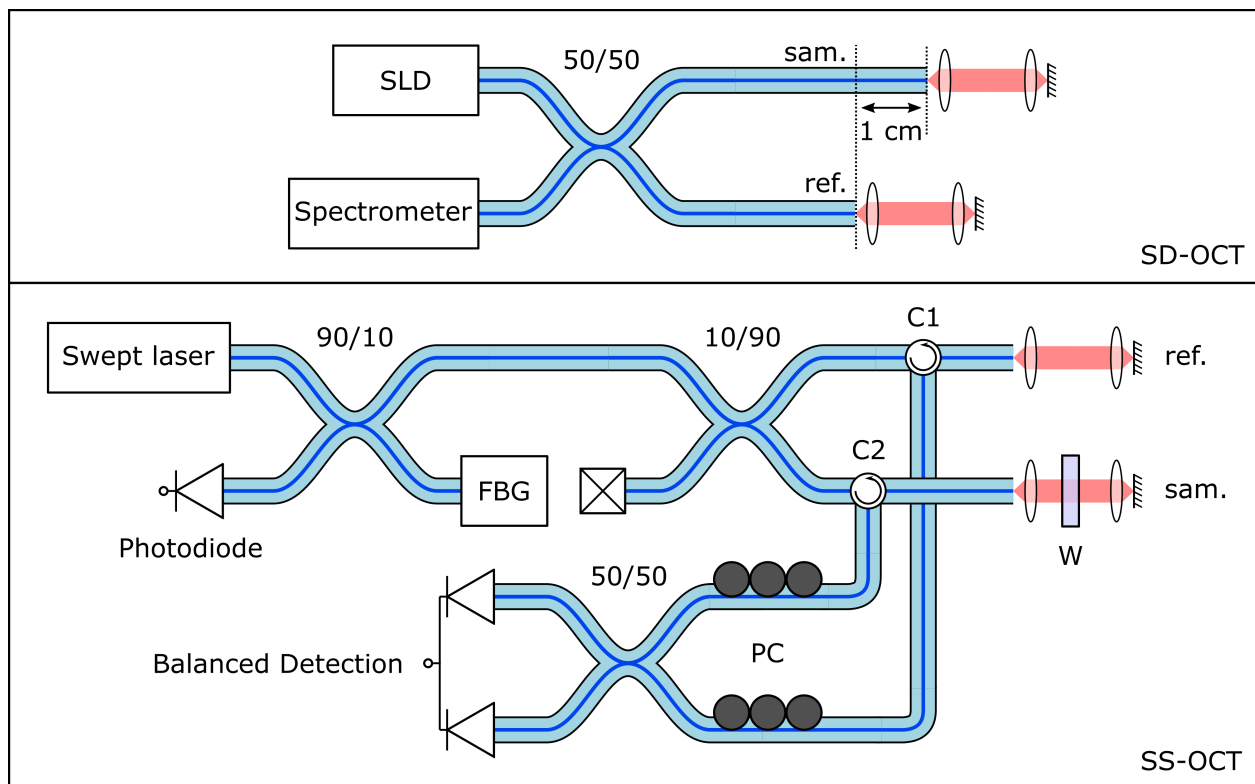 SLD
50/50
sam.
1 cm
Spectrometer
ref.
SD-OCT
Swept laser
90/10
10/90
C1
ref.
C2
FBG
sam.
Photodiode
W
50/50
Balanced Detection
PC
SS-OCT